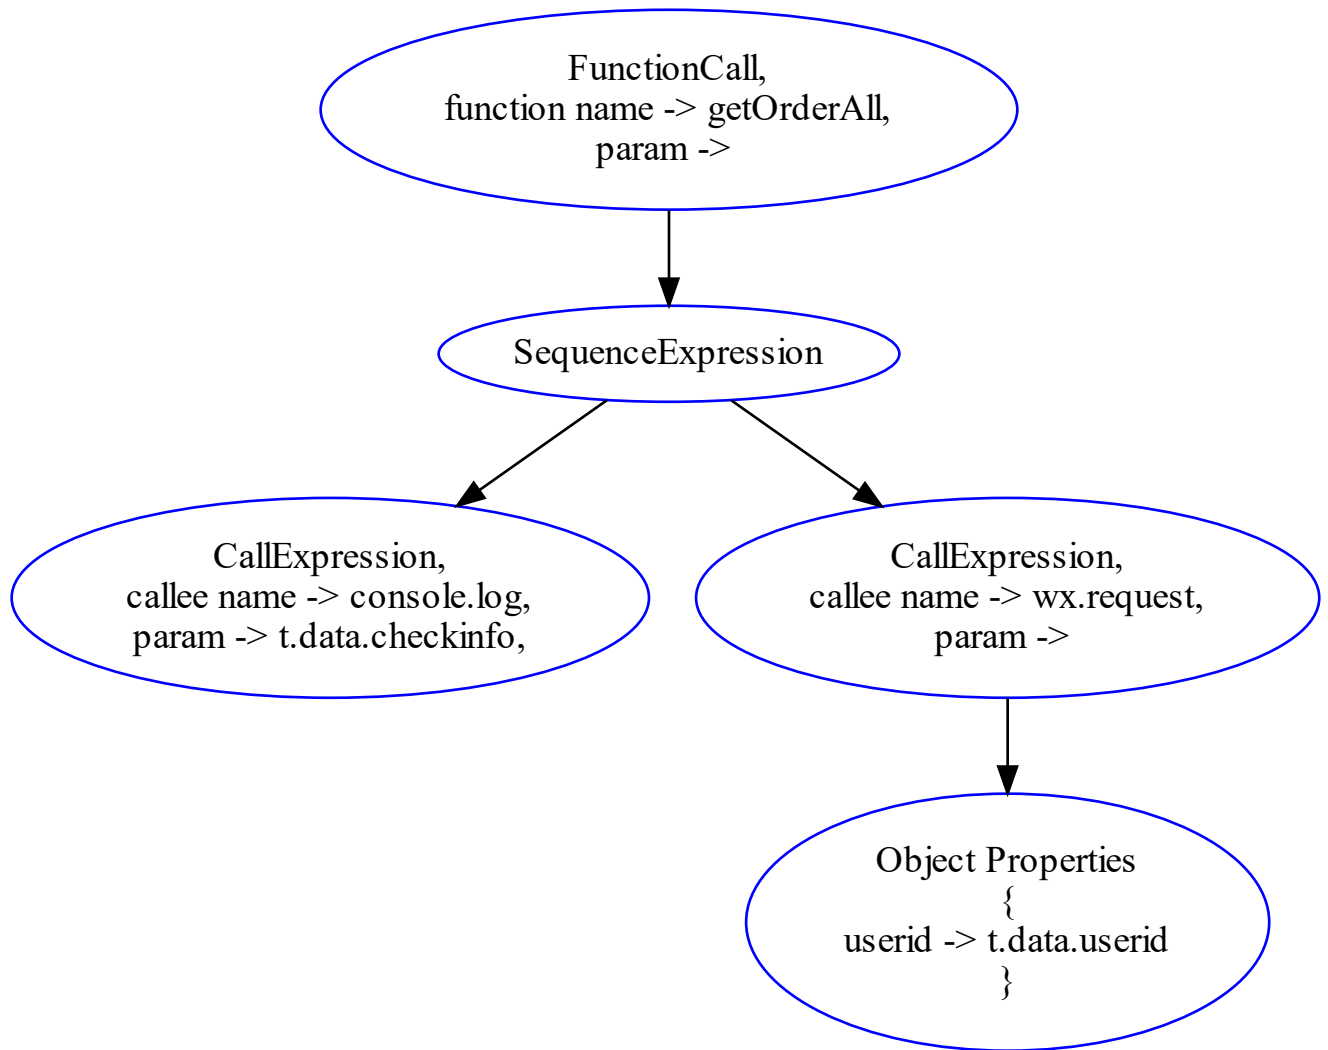 FunctionCall,
function name -> getOrderAll,
param ->
SequenceExpression
CallExpression,
callee name -> console.log,
param -> t.data.checkinfo,
CallExpression,
callee name -> wx.request,
param ->
Object Properties
{
userid -> t.data.userid
}